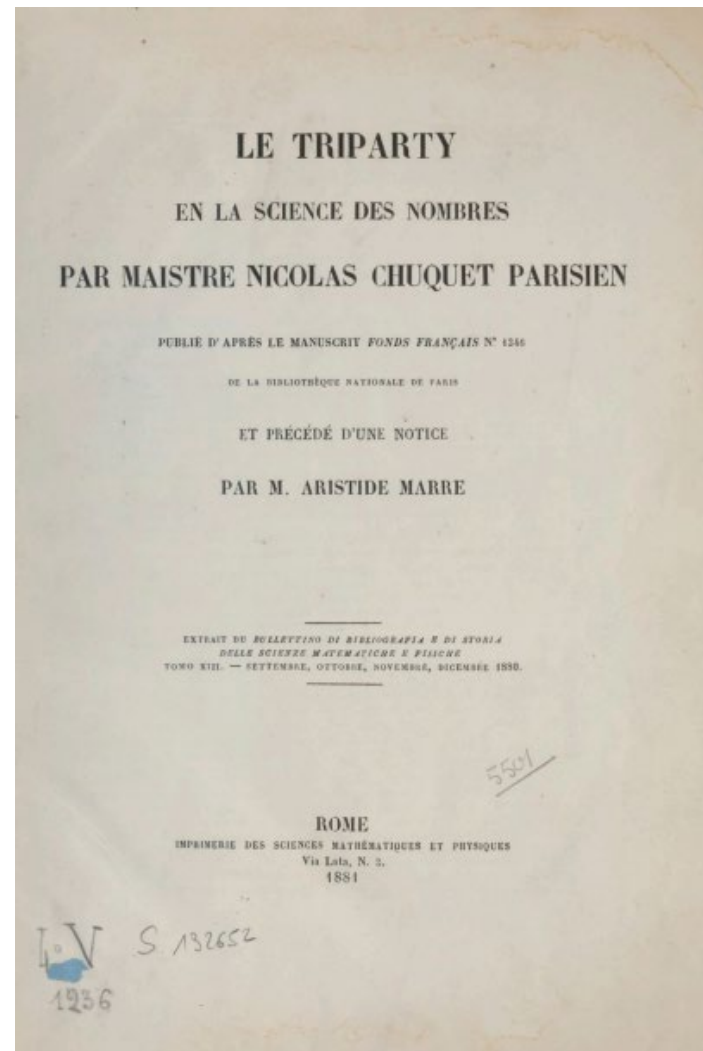 LE TRIPARTY
EN LA SCIENCE DES NOMBRES
PAR MAISTRE NICOLAS CHUQUET PARISIEN
PUBLIÉ D'APRÈS LE MANUSCRIT FONDS FRANÇAIS N° 1346
DE LA BIBLIOTHÈQUE NATIONALE DE PARIS
ET PRÉCÉDÉ D'UNE NOTICE
PAR M. ARISTIDE MARRE
EXTRAIT DU BULLETTINO DI BIBLIOGRAFIA E DI STORIA
DELLE SCIENZE MATEMATICHE E FISICHE
TOMO XIII. — SETTEMBRE, OTTOBRE, NOVEMBRE, DICEMBRE 1880.
5501
ROME
IMPRIMERIE DES SCIENCES MATHÉMATIQUES ET PHYSIQUES
Via Lata, N. 3.
1881
4° V S. 132652
1236